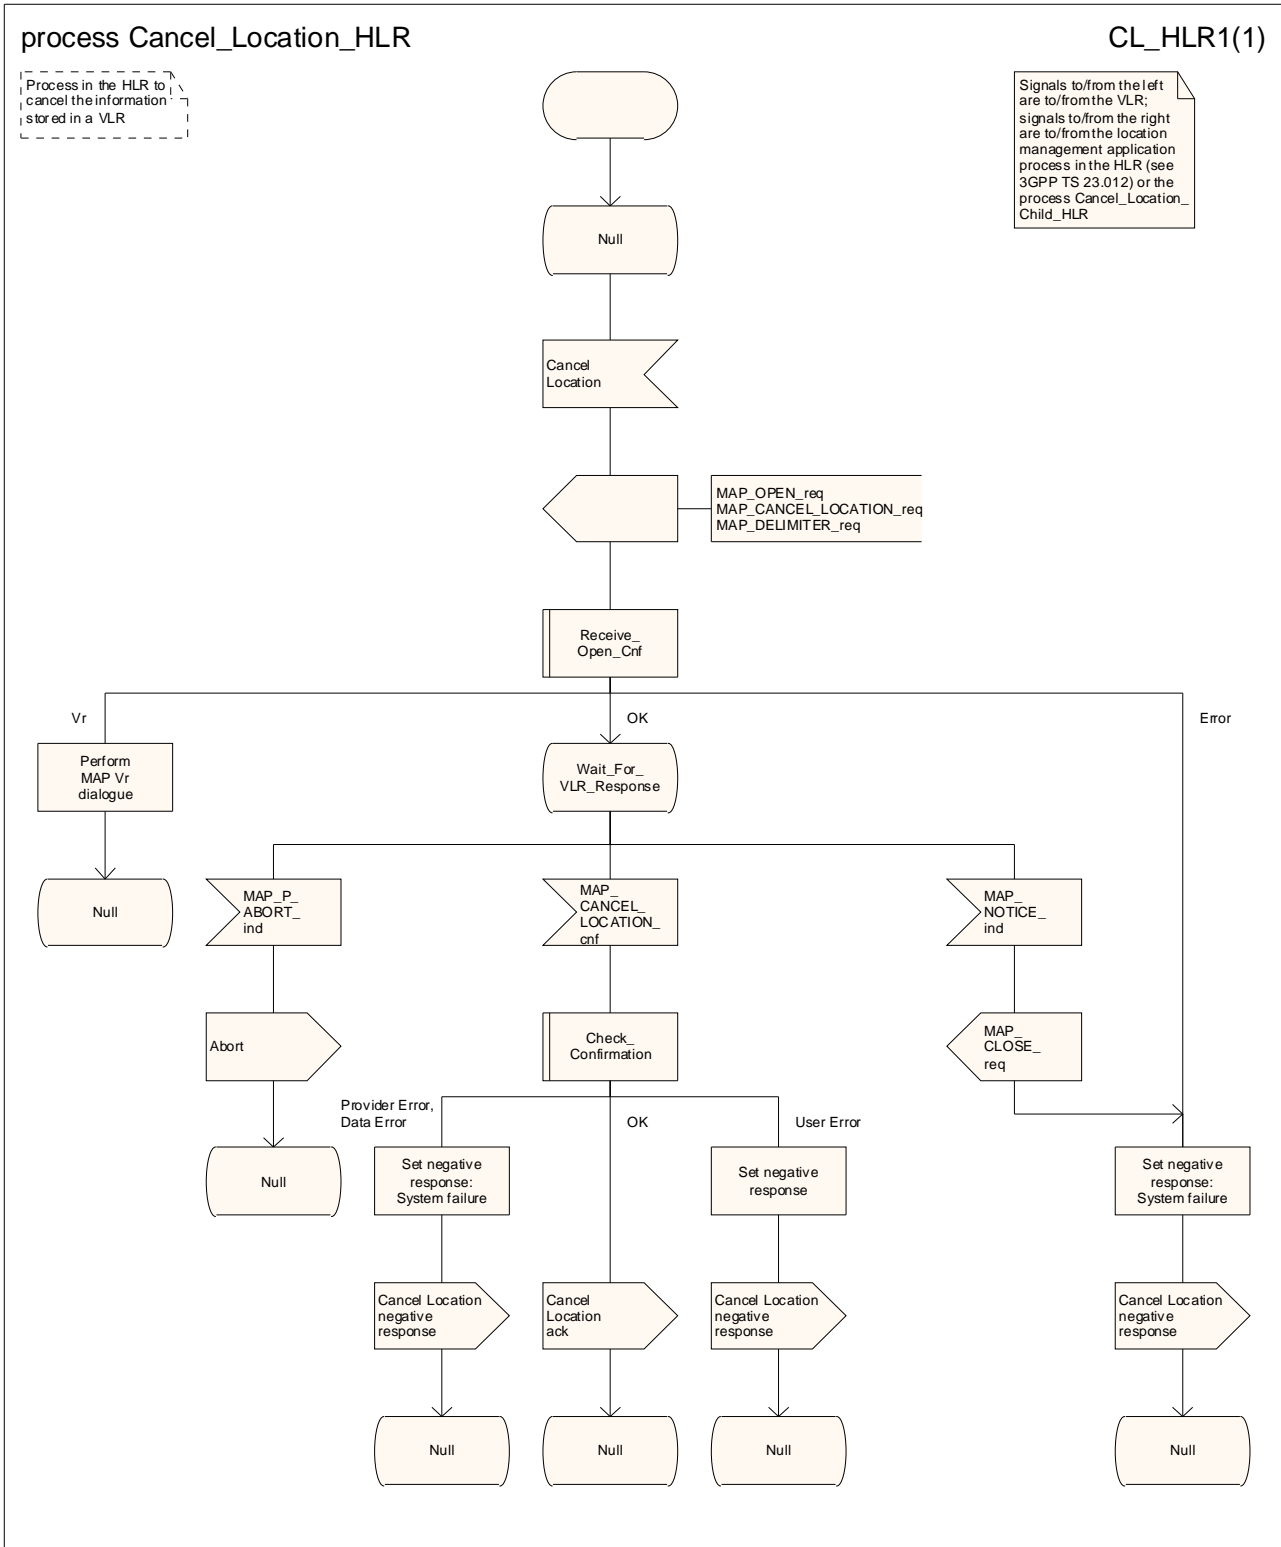 process Cancel_Location_HLR
CL_HLR1(1)
Process in the HLR to
cancel the information
stored in a VLR
Signals to/from the left
are to/from the VLR;
signals to/from the right
are to/from the location
management application
process in the HLR (see
3GPP TS 23.012) or the
process Cancel_Location_
Child_HLR
Null
Cancel
Location
MAP_OPEN_req
MAP_CANCEL_LOCATION_req
MAP_DELIMITER_req
Receive_
Open_Cnf
Vr
OK
Error
Perform
MAP Vr
dialogue
Wait_For_
VLR_Response
Null
MAP_P_
ABORT_
ind
MAP_
CANCEL_
LOCATION_
cnf
MAP_
NOTICE_
ind
Abort
Check_
Confirmation
MAP_
CLOSE_
req
Provider Error,
Data Error
OK
User Error
Null
Set negative
response:
System failure
Set negative
response
Set negative
response:
System failure
Cancel Location
negative
response
Cancel
Location
ack
Cancel Location
negative
response
Cancel Location
negative
response
Null
Null
Null
Null